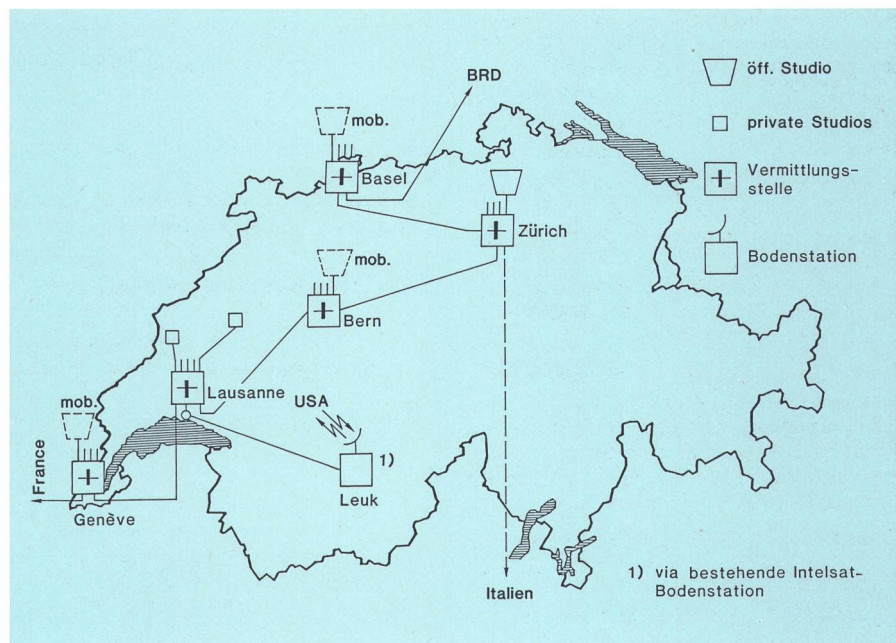 BRD
öff. Studio
mob.
private Studios
Basel
Vermittlungs-
stelle
Zürich
mob.
Bodenstation
Bern
Lausanne
USA
mob.
1)
France
Leuk
Genève
1) via bestehende Intelsat-
Bodenstation
Italien